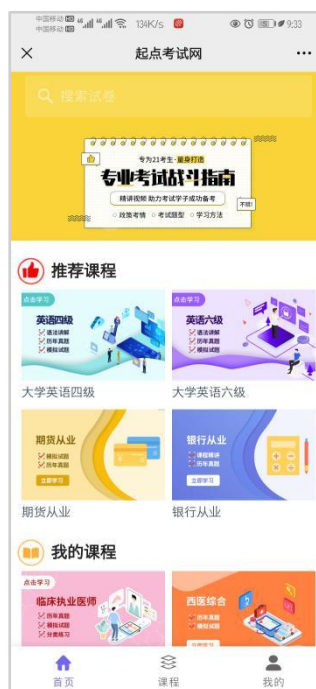 中国移动 HD 46 46 134K/s 9:33
中国移动 HD
起点考试网
搜索试卷
专为21考生·量身打造
专业考试战斗指南
精讲视频 助力考试学子成功备考
不班!
政策考情 考试题型 学习方法
推荐课程
点击学习
英语四级
语法讲解
历年真题
模拟试题
大学英语四级
点击学习
英语六级
语法讲解
历年真题
模拟试题
大学英语六级
期货从业
模拟试题
历年真题
立即学习
期货从业
银行从业
课程精讲
历年真题
立即学习
银行从业
我的课程
点击学习
临床执业医师
历年真题
模拟试题
分类练习
西医综合
历年真题
模拟试题
首页
课程
我的